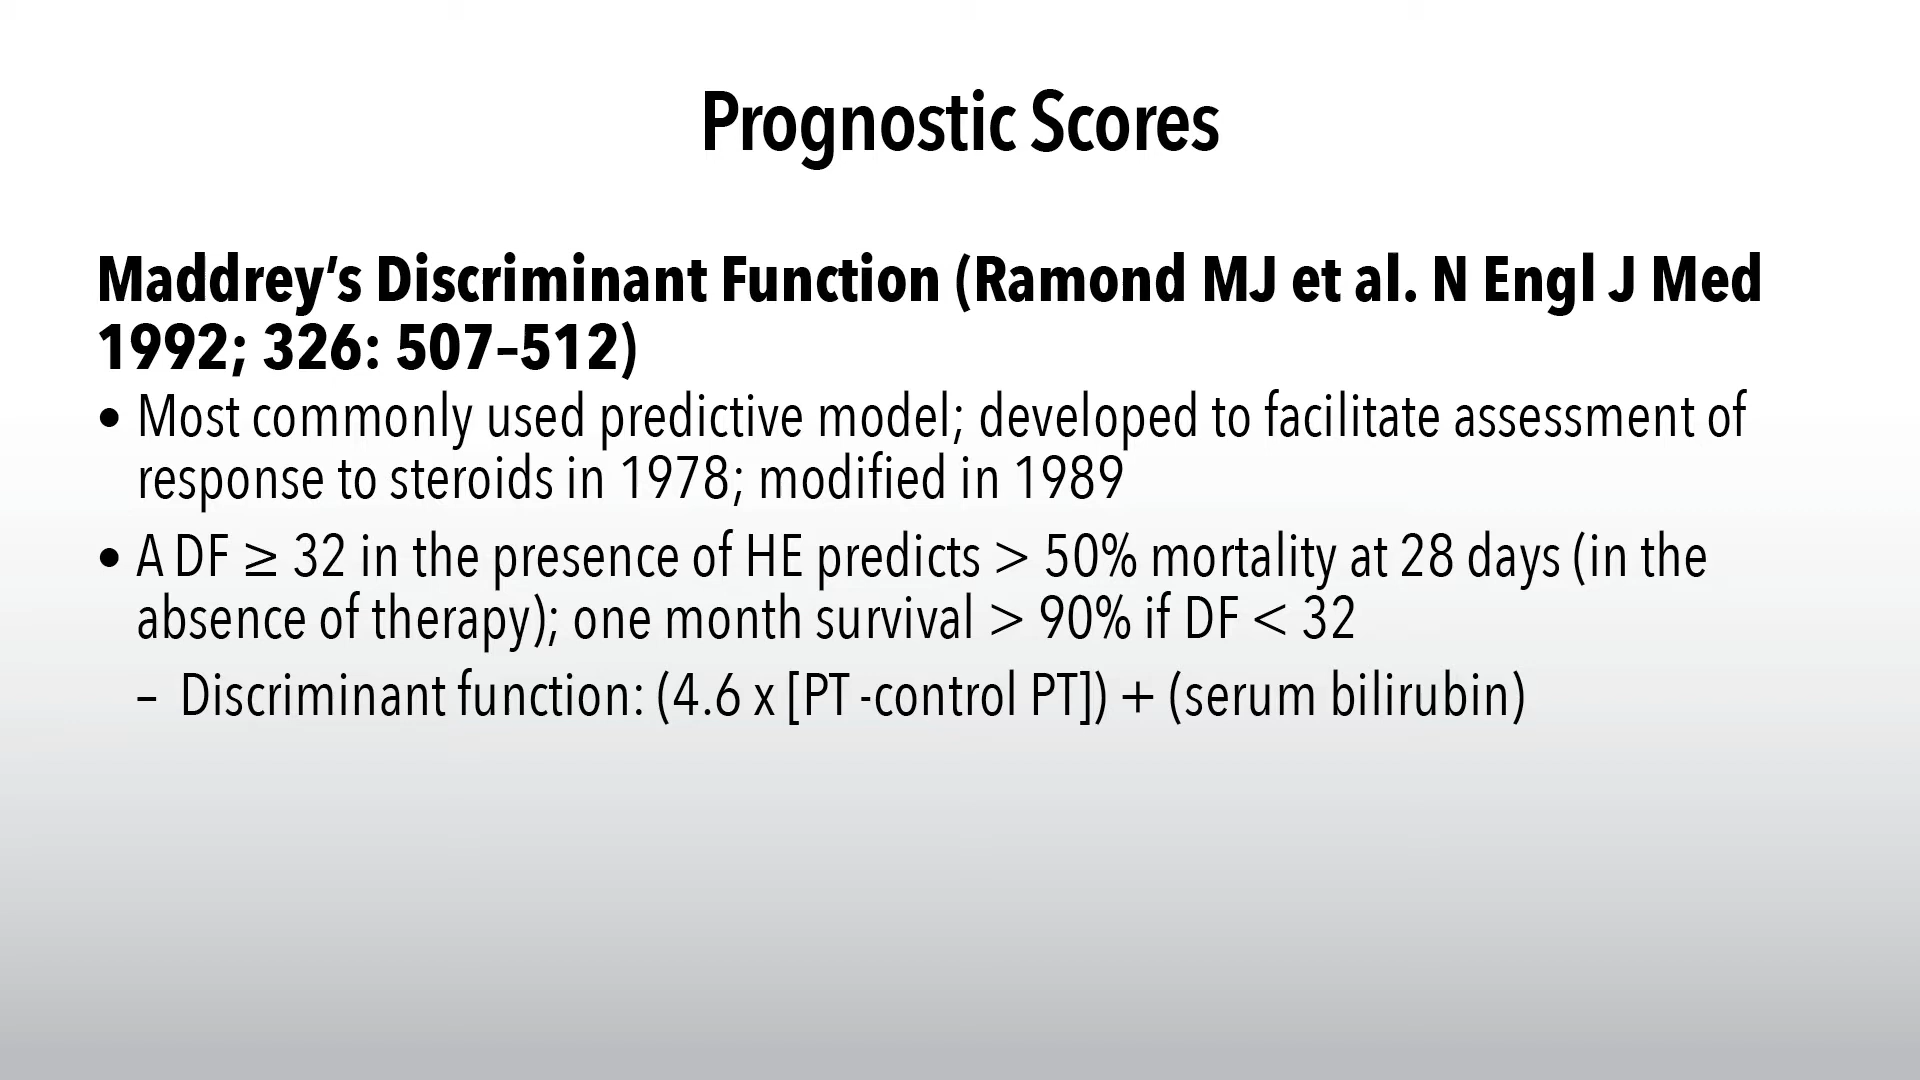 Prognostic Scores
Maddrey’s Discriminant Function (Ramond MJ et al. N Engl J Med
1992; 326: 507–512)
• Most commonly used predictive model; developed to facilitate assessment of
response to steroids in 1978; modified in 1989
• A DF ≥ 32 in the presence of HE predicts > 50% mortality at 28 days (in the
absence of therapy); one month survival > 90% if DF < 32
– Discriminant function: (4.6 x [PT -control PT]) + (serum bilirubin)